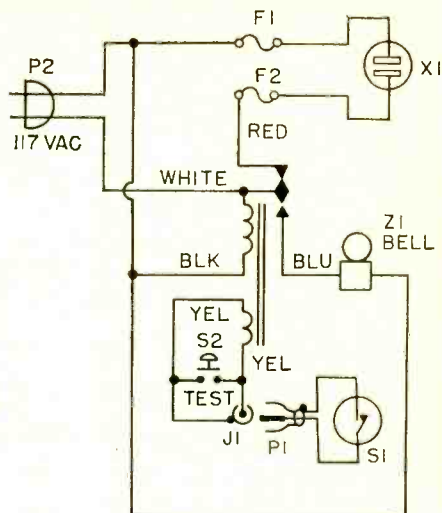 F1
P2
F2
X1
117 VAC
RED
WHITE
Z1
BELL
BLK
BLU
YEL
S2
YEL
TEST
J1
P1
S1